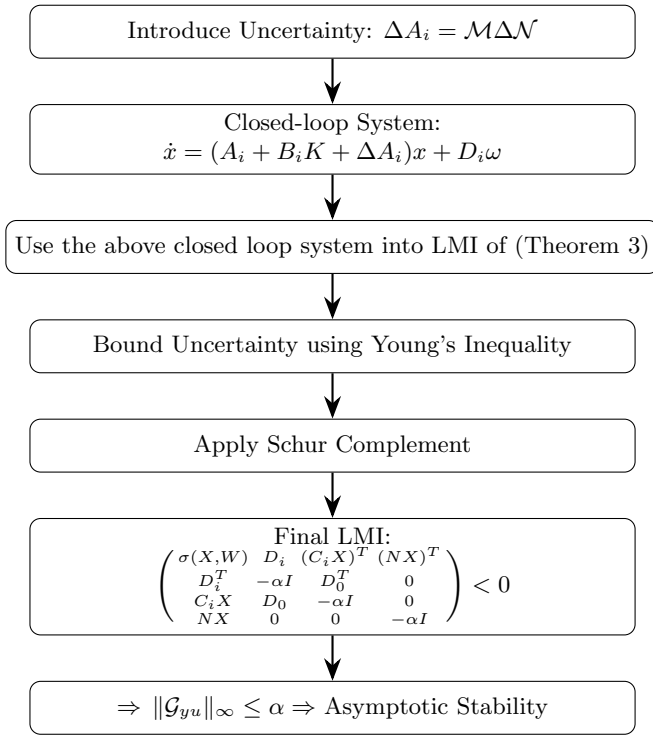 Introduce Uncertainty: ΔA_i = ℳΔ𝒩
Closed-loop System:
ẋ = (A_i + B_iK + ΔA_i)x + D_iω
Use the above closed loop system into LMI of (Theorem 3)
Bound Uncertainty using Young's Inequality
Apply Schur Complement
Final LMI:
( σ(X,W) D_i (C_iX)^T (NX)^T
D_i^T −αI D_0^T 0
C_iX D_0 −αI 0
NX 0 0 −αI ) < 0
⇒ ‖𝒢_yu‖_∞ ≤ α ⇒ Asymptotic Stability